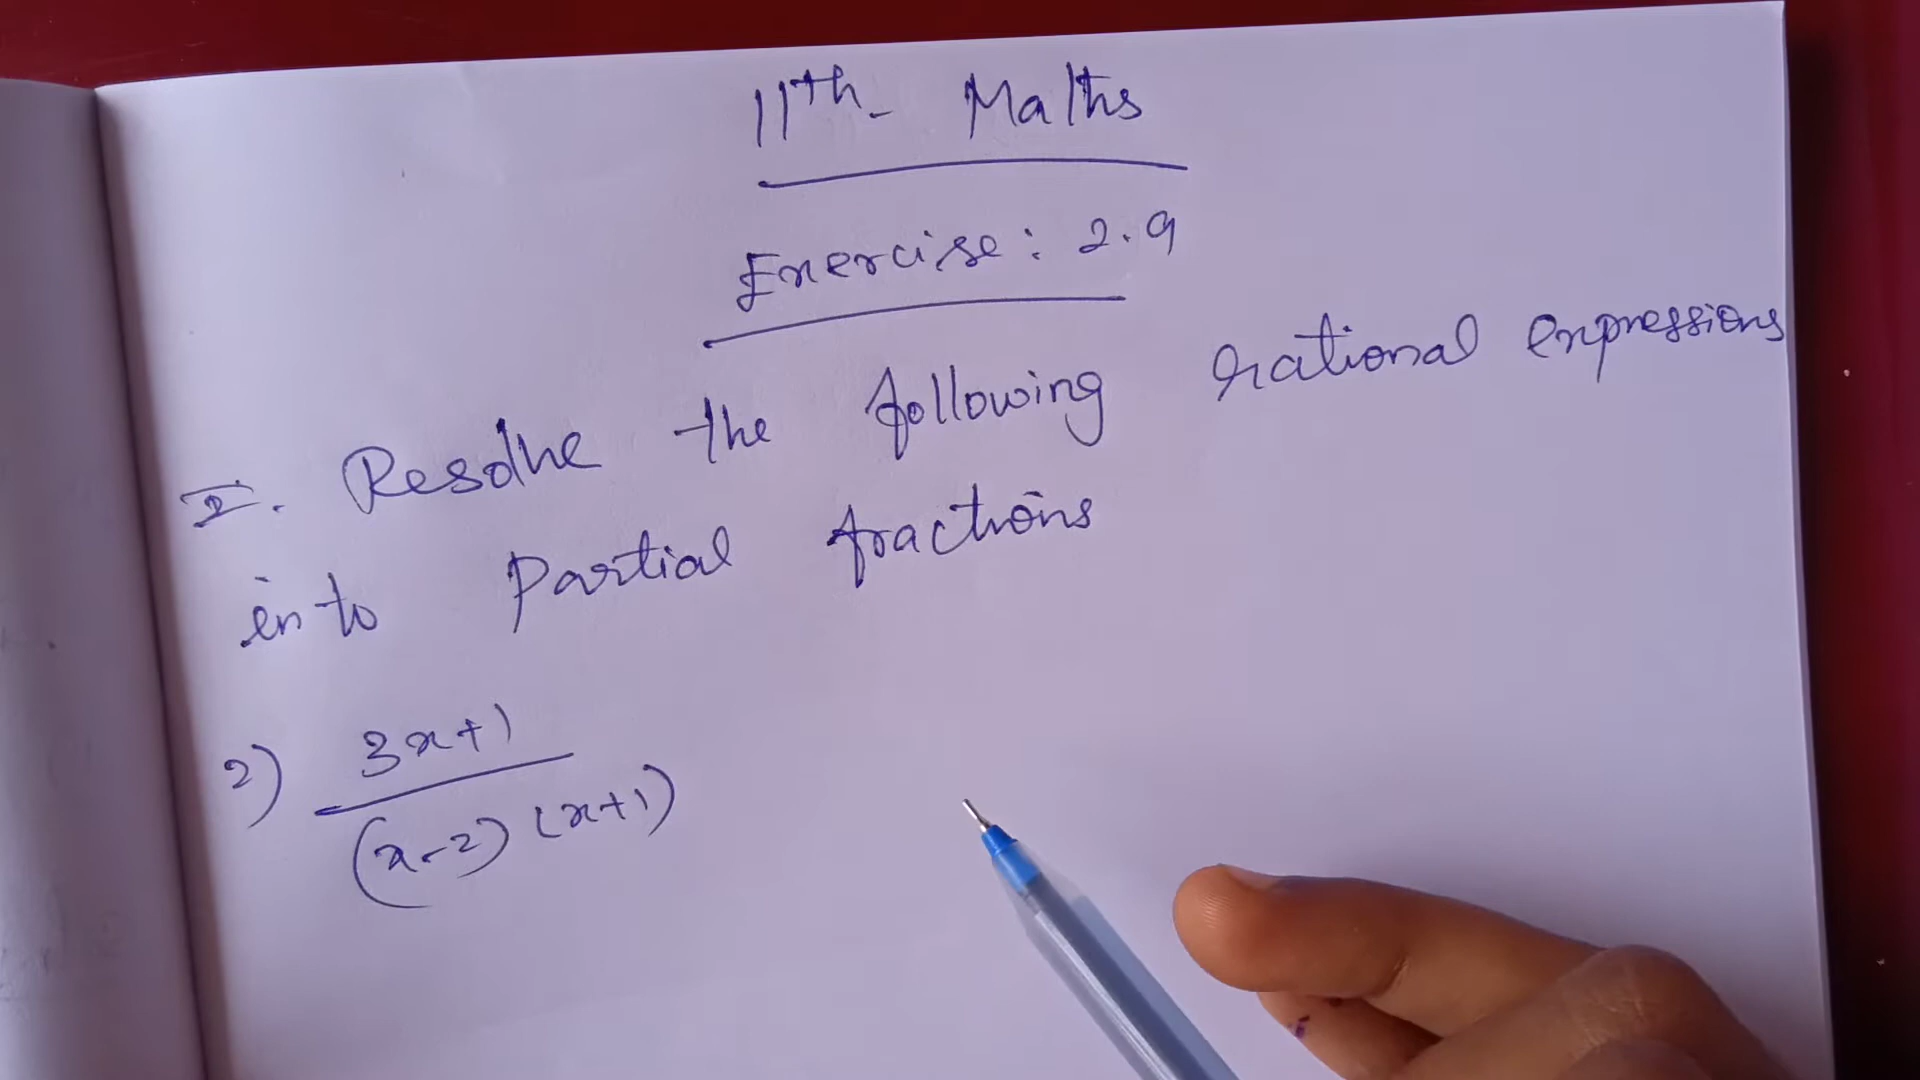 11th- Maths
Exercise: 2.9
I. Resolve the following rational expressions
into Partial fractions
2) 3x+1
(x-2) (x+1)